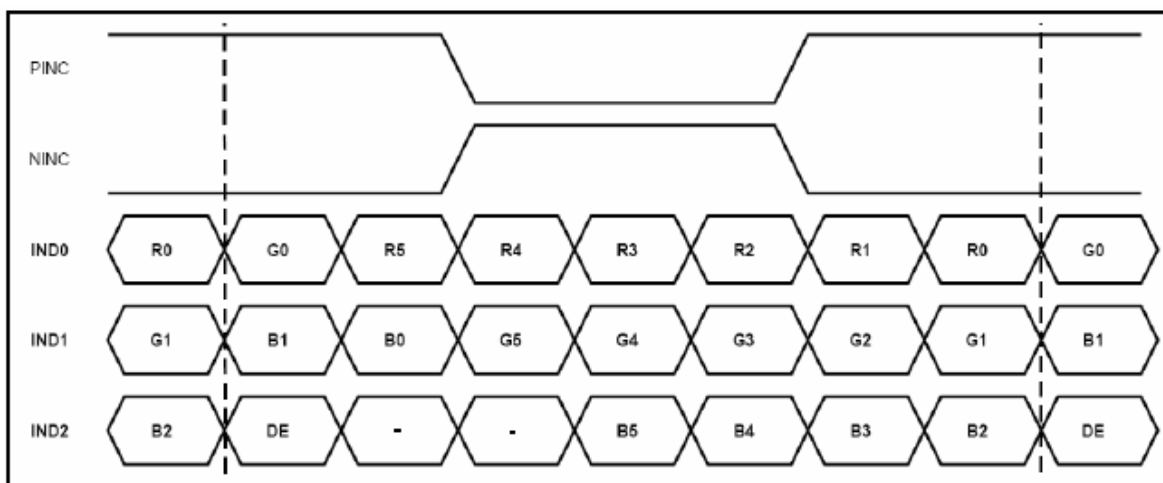 PINC
NINC
IND0 R0 G0 R5 R4 R3 R2 R1 R0 G0
IND1 G1 B1 B0 G5 G4 G3 G2 G1 B1
IND2 B2 DE - - B5 B4 B3 B2 DE